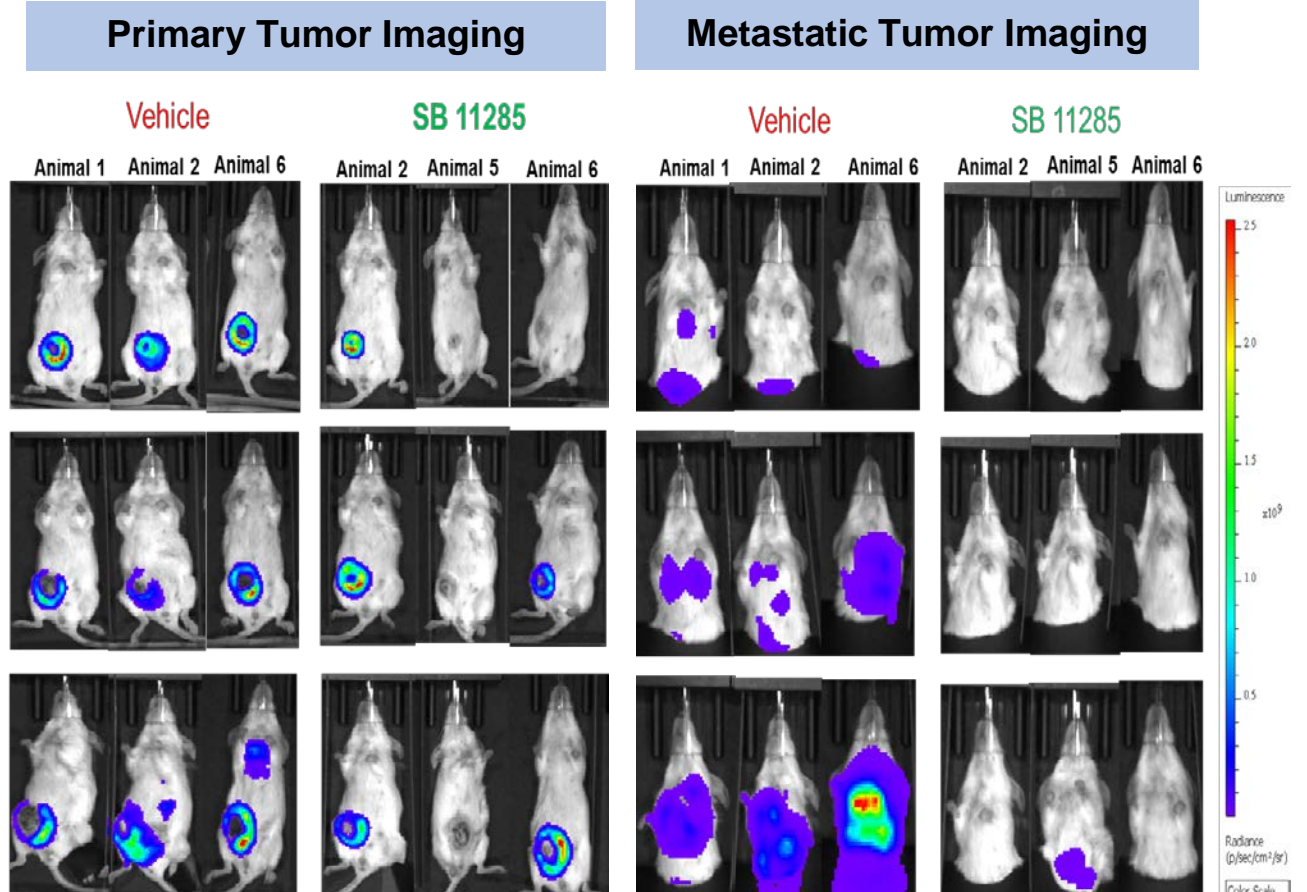 Primary Tumor Imaging
Metastatic Tumor Imaging
Vehicle
SB 11285
Vehicle
SB 11285
Animal 1 Animal 2 Animal 6
Animal 2 Animal 5 Animal 6
Animal 1 Animal 2 Animal 6
Animal 2 Animal 5 Animal 6
Luminescence
2.5
2.0
1.5
x10⁹
1.0
0.5
Radiance
(p/sec/cm²/sr)
Color Scale